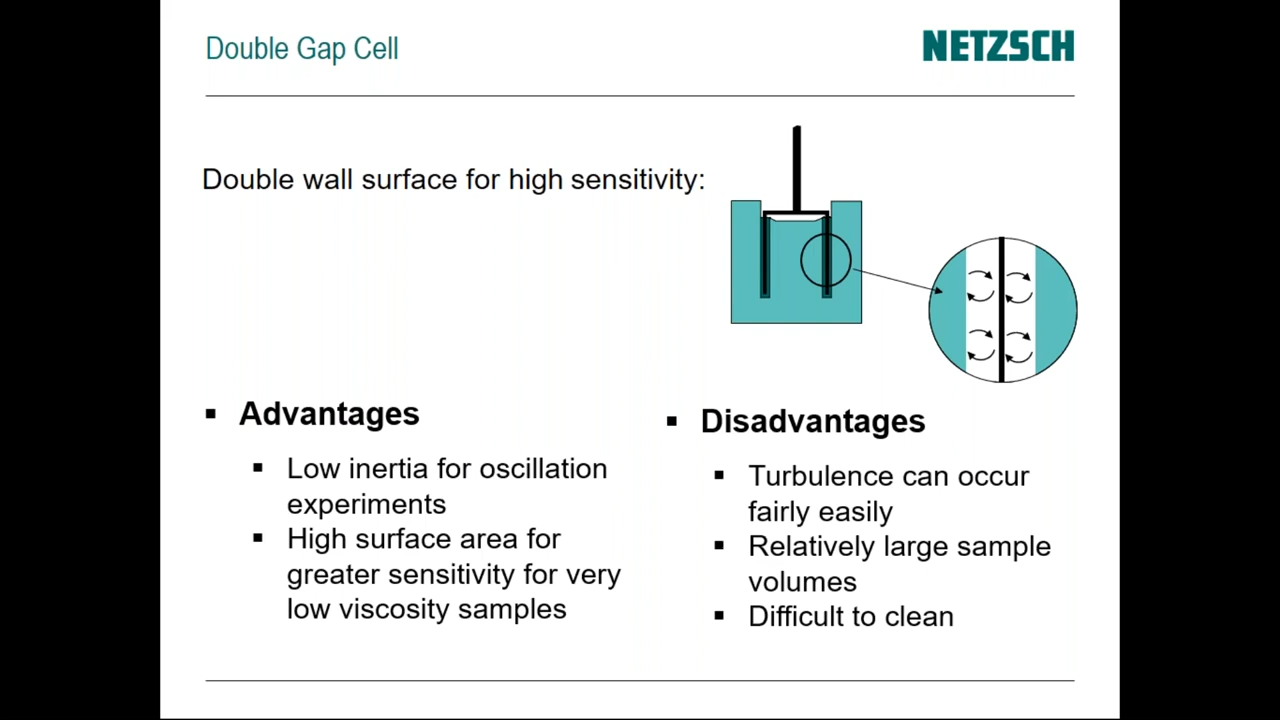 Double Gap Cell
NETZSCH
Double wall surface for high sensitivity:
▪ Advantages
▪ Low inertia for oscillation
experiments
▪ High surface area for
greater sensitivity for very
low viscosity samples
▪ Disadvantages
▪ Turbulence can occur
fairly easily
▪ Relatively large sample
volumes
▪ Difficult to clean